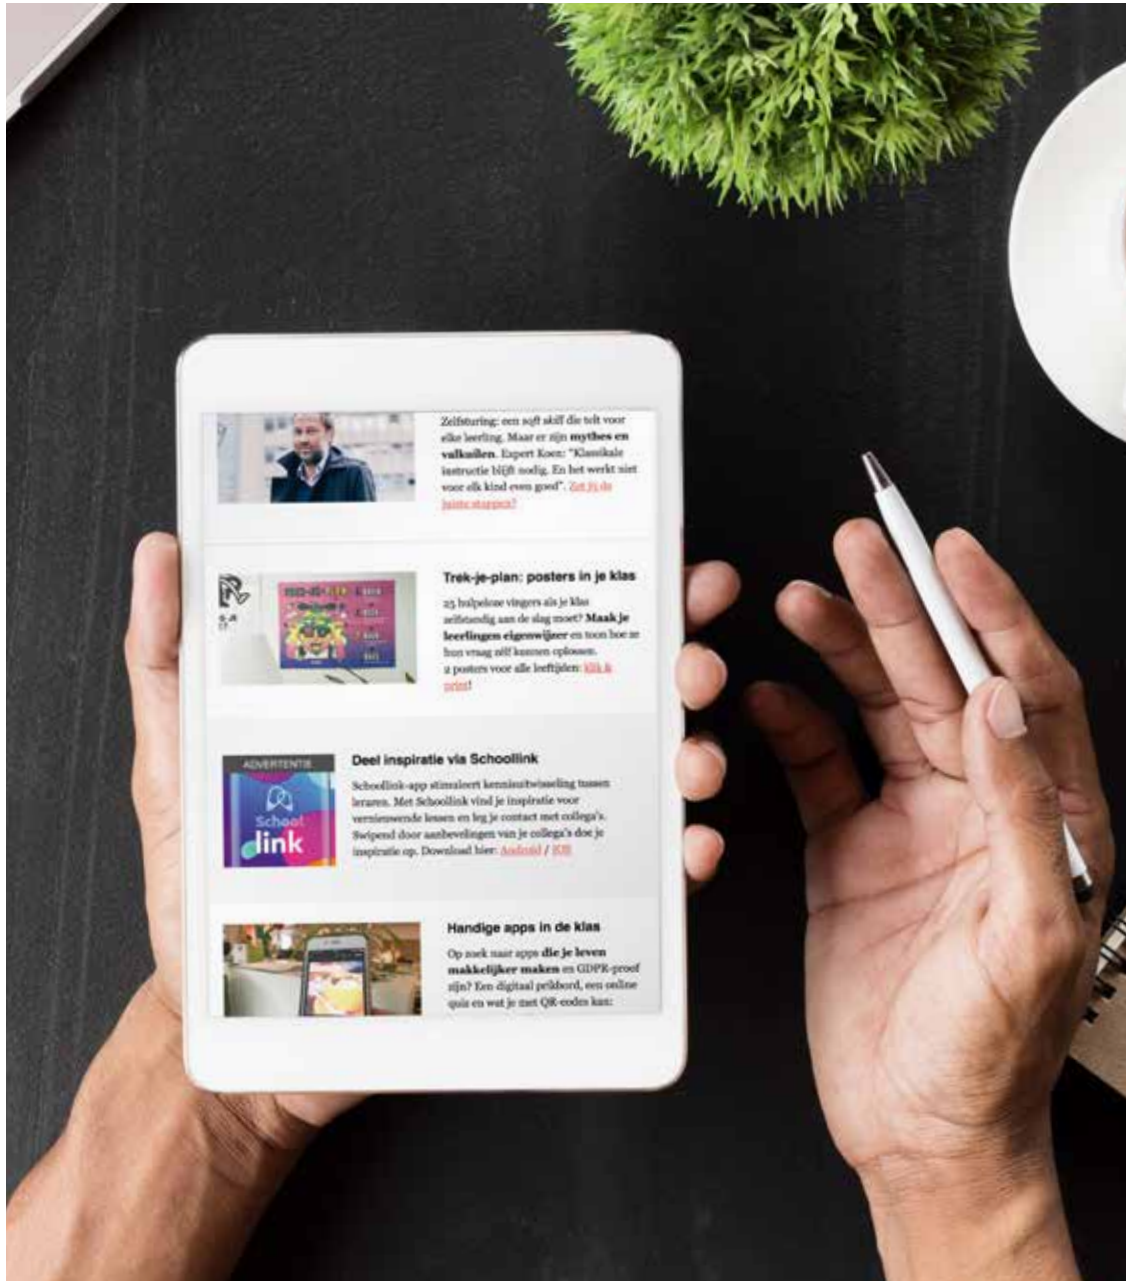 Zelfsturing: een soft skill die telt voor
elke leerling. Maar er zijn mythes en
valkuilen. Expert Koen: "Klassikale
instructie blijft nodig. En het werkt niet
voor elk kind even goed". Zet jij de
juiste stappen?
Trek-je-plan: posters in je klas
25 hulpeloze vingers als je klas
zelfstandig aan de slag moet? Maak je
leerlingen eigenwijzer en toon hoe ze
hun vraag zélf kunnen oplossen.
2 posters voor alle leeftijden: klik &
print!
ADVERTENTIE
School
link
Deel inspiratie via Schoollink
Schoollink-app stimuleert kennisuitwisseling tussen
leraren. Met Schoollink vind je inspiratie voor
vernieuwende lessen en leg je contact met collega's.
Swipend door aanbevelingen van je collega's doe je
inspiratie op. Download hier: Android / iOS
Handige apps in de klas
Op zoek naar apps die je leven
makkelijker maken en GDPR-proof
zijn? Een digitaal prikbord, een online
quiz en wat je met QR-codes kan: